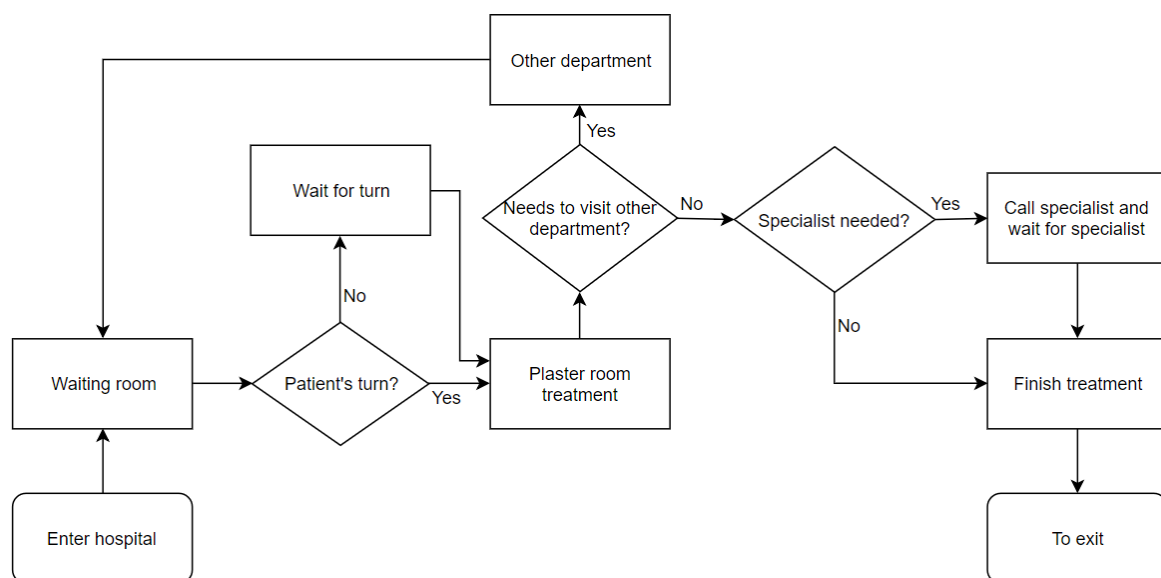 Other department
Yes
Wait for turn
Needs to visit other
department?
No
Specialist needed?
Yes
Call specialist and
wait for specialist
No
No
Waiting room
Patient's turn?
Yes
Plaster room
treatment
Finish treatment
Enter hospital
To exit